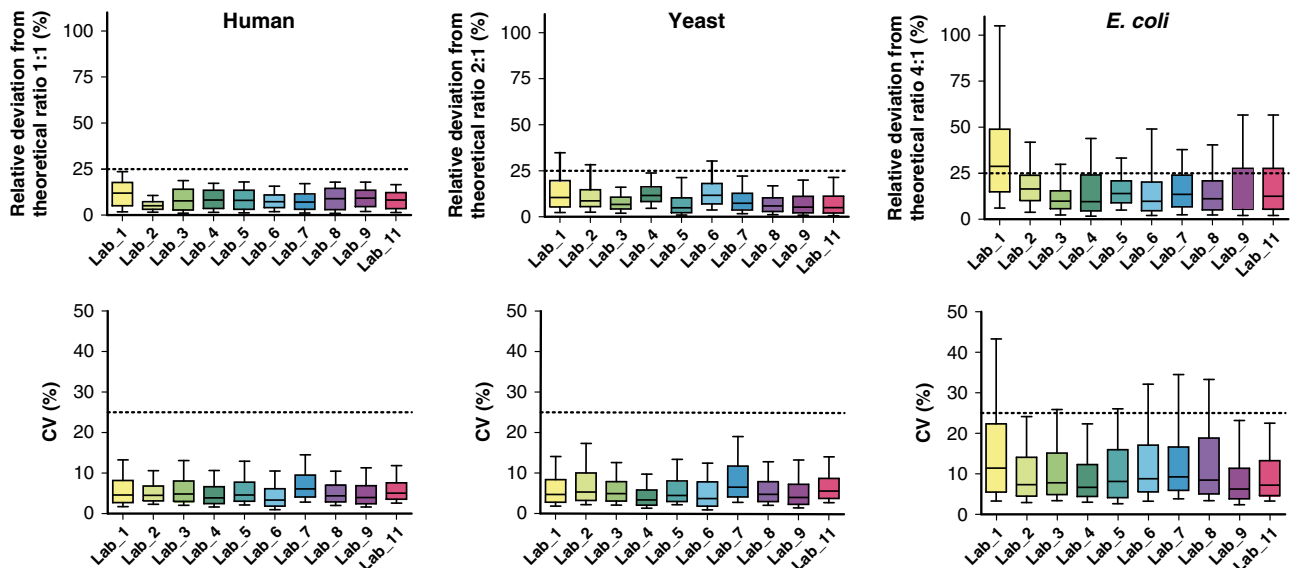 Human
Relative deviation from
theoretical ratio 1:1 (%)
100
75
50
25
0
Lab_1
Lab_2
Lab_3
Lab_4
Lab_5
Lab_6
Lab_7
Lab_8
Lab_9
Lab_11
Yeast
Relative deviation from
theoretical ratio 2:1 (%)
100
75
50
25
0
Lab_1
Lab_2
Lab_3
Lab_4
Lab_5
Lab_6
Lab_7
Lab_8
Lab_9
Lab_11
E. coli
Relative deviation from
theoretical ratio 4:1 (%)
100
75
50
25
0
Lab_1
Lab_2
Lab_3
Lab_4
Lab_5
Lab_6
Lab_7
Lab_8
Lab_9
Lab_11
CV (%)
50
40
30
20
10
0
Lab_1
Lab_2
Lab_3
Lab_4
Lab_5
Lab_6
Lab_7
Lab_8
Lab_9
Lab_11
CV (%)
50
40
30
20
10
0
Lab_1
Lab_2
Lab_3
Lab_4
Lab_5
Lab_6
Lab_7
Lab_8
Lab_9
Lab_11
CV (%)
50
40
30
20
10
0
Lab_1
Lab_2
Lab_3
Lab_4
Lab_5
Lab_6
Lab_7
Lab_8
Lab_9
Lab_11